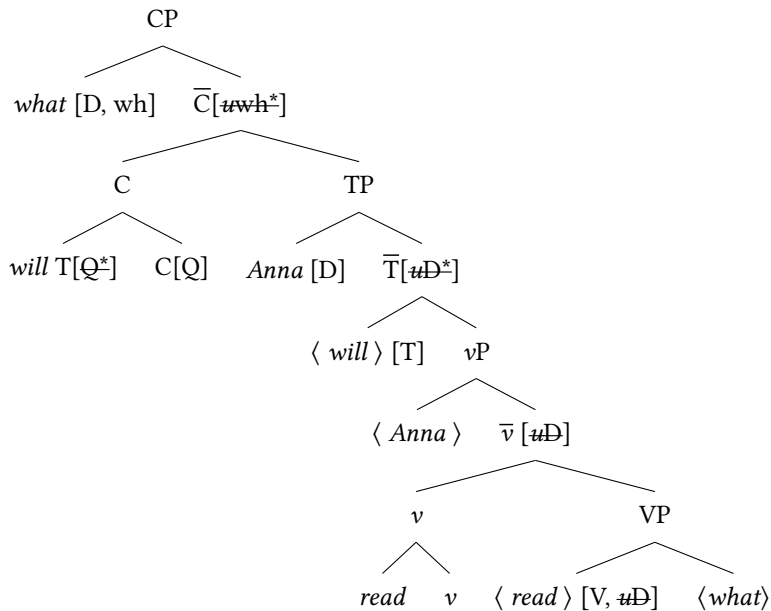 CP
what [D, wh] C̅[uwh*]
C TP
will T[Q*] C[Q] Anna [D] T̅[uD*]
⟨ will ⟩ [T] vP
⟨ Anna ⟩ v̅ [uD]
v VP
read v ⟨ read ⟩ [V, uD] ⟨what⟩